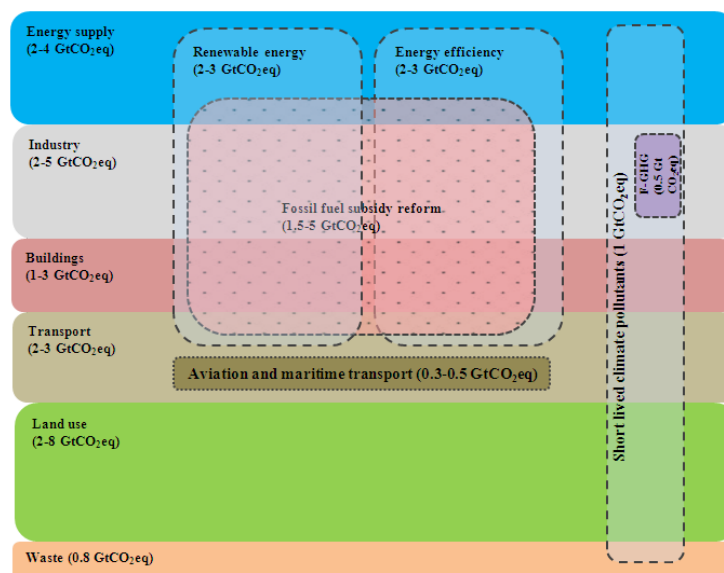 Energy supply
(2-4 GtCO₂eq)
Renewable energy
(2-3 GtCO₂eq)
Energy efficiency
(2-3 GtCO₂eq)
Industry
(2-5 GtCO₂eq)
F-GHG
(0.5 Gt
CO₂eq)
Fossil fuel subsidy reform
(1.5-5 GtCO₂eq)
Short lived climate pollutants (1 GtCO₂eq)
Buildings
(1-3 GtCO₂eq)
Transport
(2-3 GtCO₂eq)
Aviation and maritime transport (0.3-0.5 GtCO₂eq)
Land use
(2-8 GtCO₂eq)
Waste (0.8 GtCO₂eq)